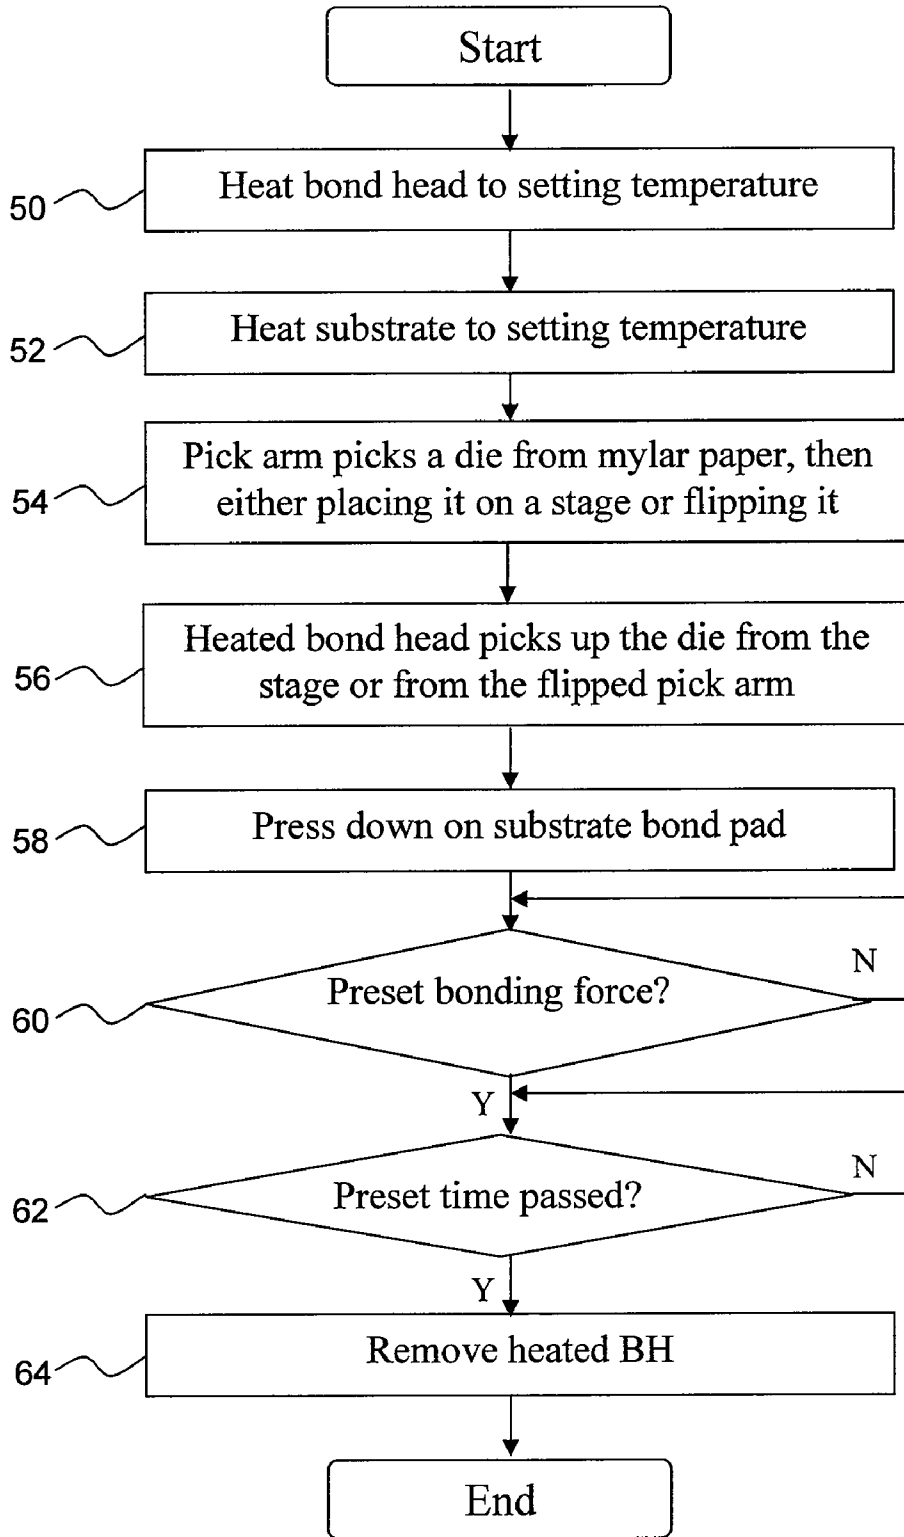 Start
50
Heat bond head to setting temperature
52
Heat substrate to setting temperature
54
Pick arm picks a die from mylar paper, then
either placing it on a stage or flipping it
56
Heated bond head picks up the die from the
stage or from the flipped pick arm
58
Press down on substrate bond pad
60
Preset bonding force?
N
Y
62
Preset time passed?
N
Y
64
Remove heated BH
End